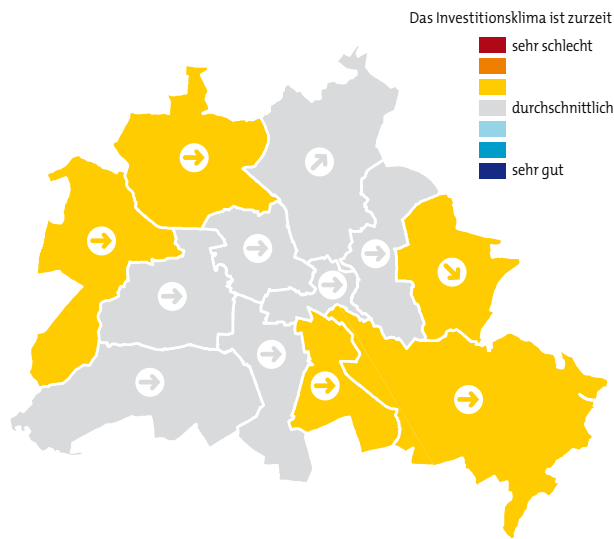 Das Investitionsklima ist zurzeit
sehr schlecht
durchschnittlich
sehr gut